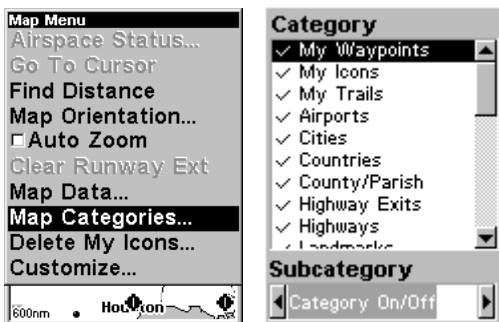 Map Menu
Airspace Status...
Go To Cursor
Find Distance
Map Orientation...
Auto Zoom
Clear Runway Ext
Map Data...
Map Categories...
Delete My Icons...
Customize...
600nm
Houston
Category
✓ My Waypoints
✓ My Icons
✓ My Trails
✓ Airports
✓ Cities
✓ Countries
✓ County/Parish
✓ Highway Exits
✓ Highways
✓ Landmarks
Subcategory
Category On/Off